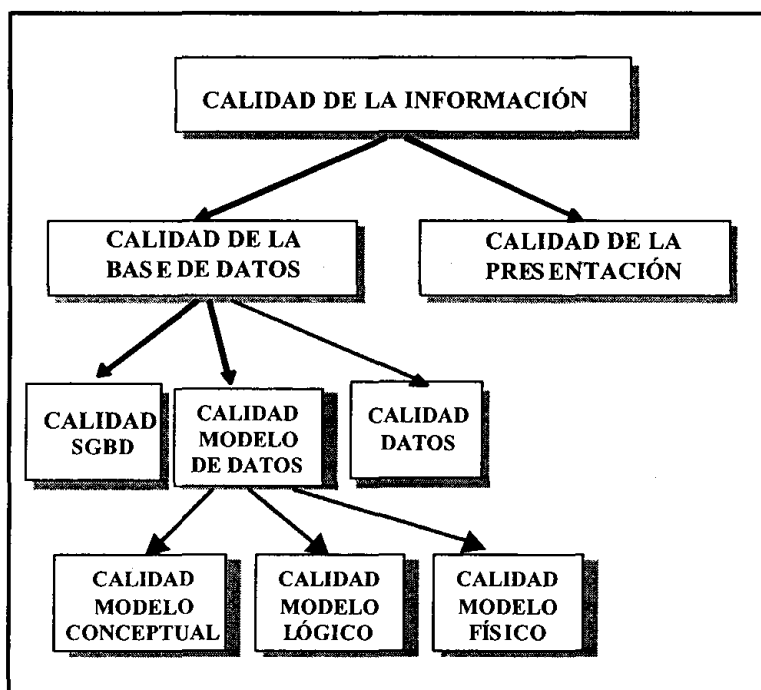 CALIDAD DE LA INFORMACIÓN
CALIDAD DE LA
BASE DE DATOS
CALIDAD DE LA
PRESENTACIÓN
CALIDAD
SGBD
CALIDAD
MODELO
DE DATOS
CALIDAD
DATOS
CALIDAD
MODELO
CONCEPTUAL
CALIDAD
MODELO
LÓGICO
CALIDAD
MODELO
FÍSICO